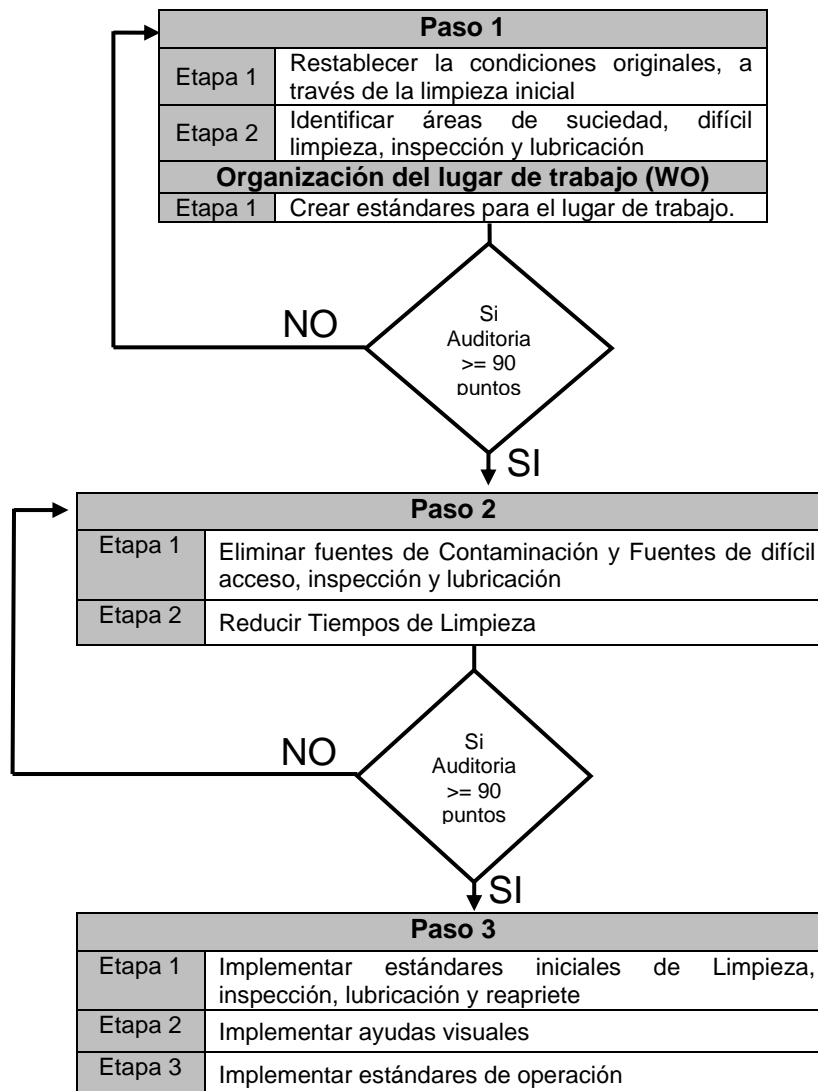 Paso 1
Etapa 1
Restablecer la condiciones originales, a
través de la limpieza inicial
Etapa 2
Identificar áreas de suciedad, difícil
limpieza, inspección y lubricación
Organización del lugar de trabajo (WO)
Etapa 1
Crear estándares para el lugar de trabajo.
NO
Si
Auditoria
>= 90
puntos
SI
Paso 2
Etapa 1
Eliminar fuentes de Contaminación y Fuentes de difícil
acceso, inspección y lubricación
Etapa 2
Reducir Tiempos de Limpieza
NO
Si
Auditoria
>= 90
puntos
SI
Paso 3
Etapa 1
Implementar estándares iniciales de Limpieza,
inspección, lubricación y reapriete
Etapa 2
Implementar ayudas visuales
Etapa 3
Implementar estándares de operación